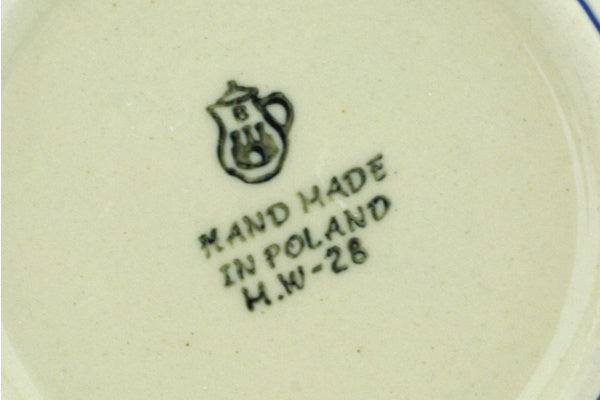 B
HAND MADE
IN POLAND
H.W-28